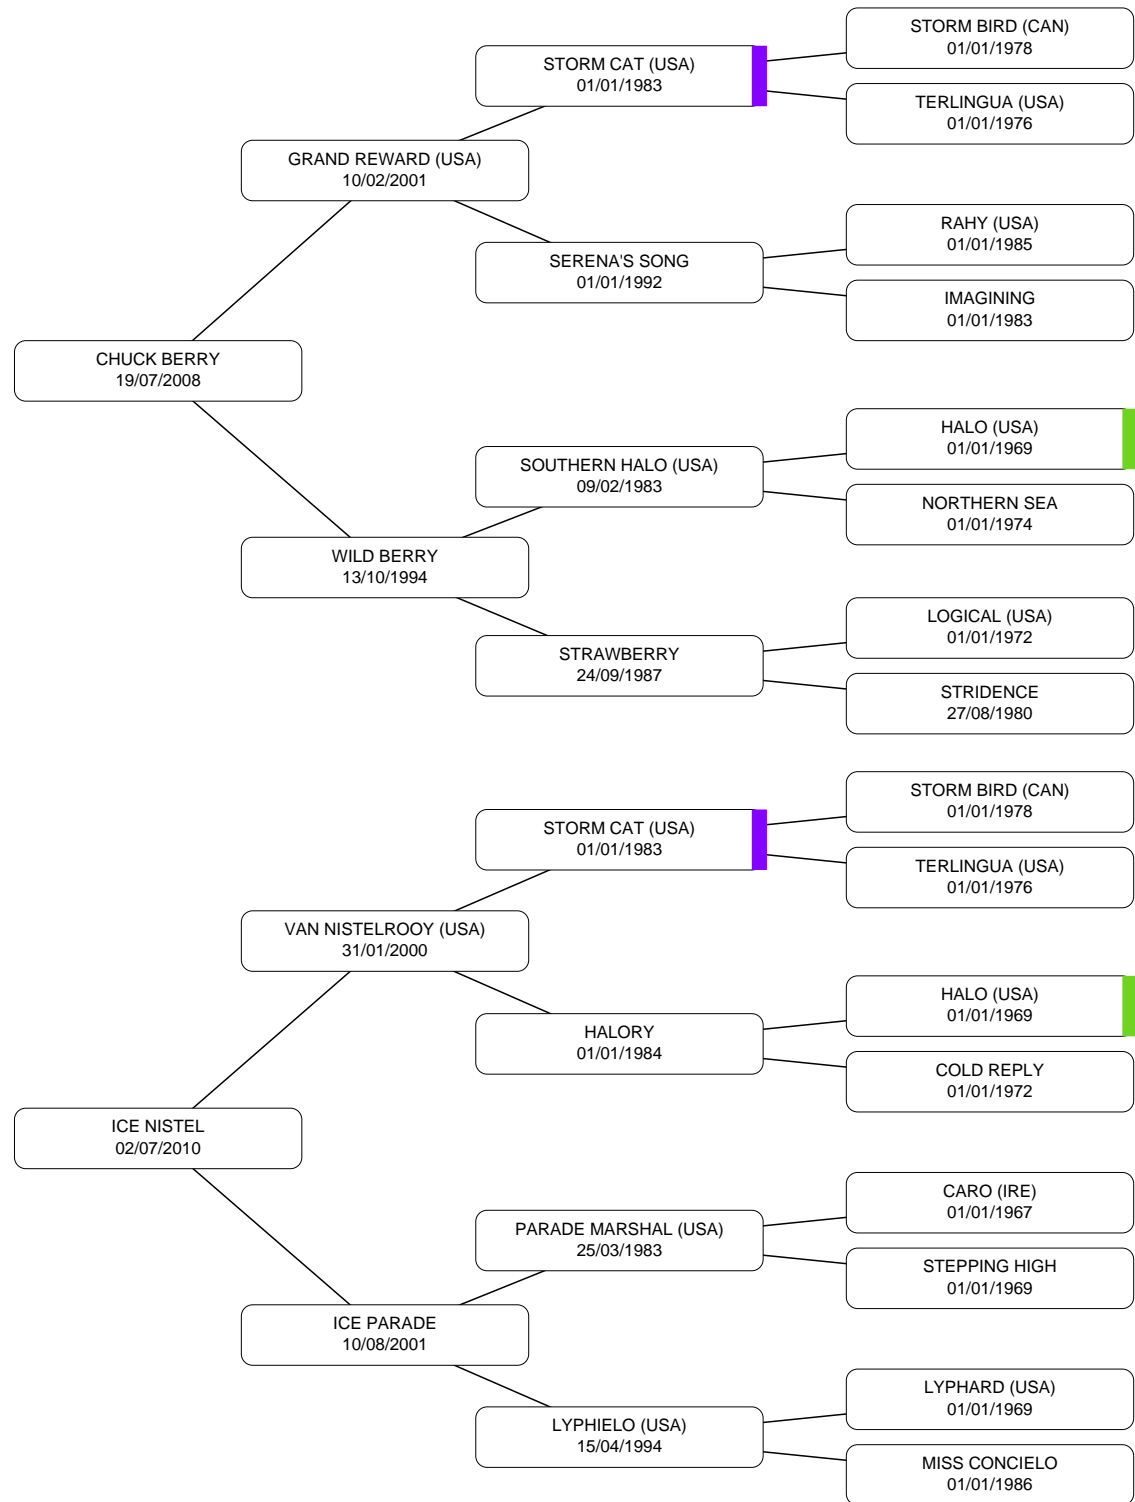 STORM BIRD (CAN)
01/01/1978
STORM CAT (USA)
01/01/1983
TERLINGUA (USA)
01/01/1976
GRAND REWARD (USA)
10/02/2001
RAHY (USA)
01/01/1985
SERENA'S SONG
01/01/1992
IMAGINING
01/01/1983
CHUCK BERRY
19/07/2008
HALO (USA)
01/01/1969
SOUTHERN HALO (USA)
09/02/1983
NORTHERN SEA
01/01/1974
WILD BERRY
13/10/1994
LOGICAL (USA)
01/01/1972
STRAWBERRY
24/09/1987
STRIDENCE
27/08/1980
STORM BIRD (CAN)
01/01/1978
STORM CAT (USA)
01/01/1983
TERLINGUA (USA)
01/01/1976
VAN NISTELROOY (USA)
31/01/2000
HALO (USA)
01/01/1969
HALORY
01/01/1984
COLD REPLY
01/01/1972
ICE NISTEL
02/07/2010
CARO (IRE)
01/01/1967
PARADE MARSHAL (USA)
25/03/1983
STEPPING HIGH
01/01/1969
ICE PARADE
10/08/2001
LYPHARD (USA)
01/01/1969
LYPHIELO (USA)
15/04/1994
MISS CONCIELO
01/01/1986